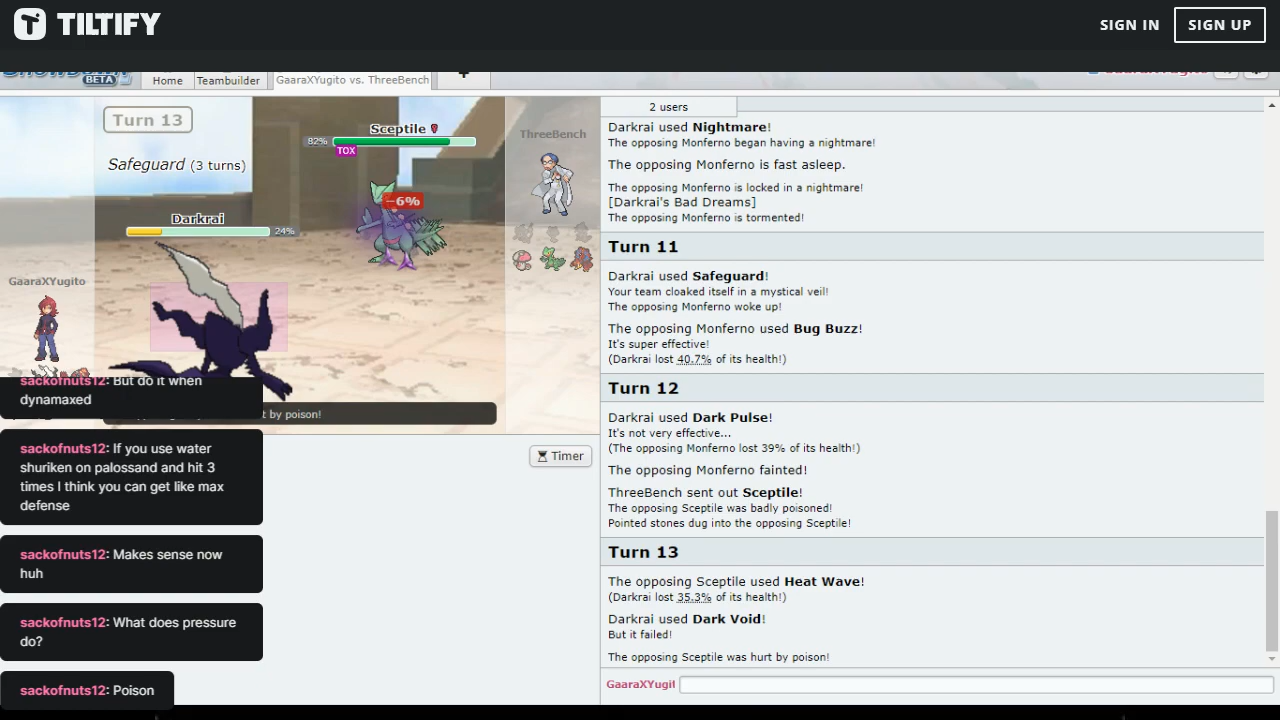 TILTIFY
SIGN IN
SIGN UP
BETA
Home
Teambuilder
GaaraXYugito vs. ThreeBench
+
Turn 13
Safeguard (3 turns)
Sceptile
82%
TOX
-6%
Darkrai
24%
ThreeBench
GaaraXYugito
t by poison!
Timer
sackofnuts12: But do it when
dynamaxed
sackofnuts12: If you use water
shuriken on palossand and hit 3
times I think you can get like max
defense
sackofnuts12: Makes sense now
huh
sackofnuts12: What does pressure
do?
sackofnuts12: Poison
2 users
Darkrai used Nightmare!
The opposing Monferno began having a nightmare!
The opposing Monferno is fast asleep.
The opposing Monferno is locked in a nightmare!
[Darkrai's Bad Dreams]
The opposing Monferno is tormented!
Turn 11
Darkrai used Safeguard!
Your team cloaked itself in a mystical veil!
The opposing Monferno woke up!
The opposing Monferno used Bug Buzz!
It's super effective!
(Darkrai lost 40.7% of its health!)
Turn 12
Darkrai used Dark Pulse!
It's not very effective...
(The opposing Monferno lost 39% of its health!)
The opposing Monferno fainted!
ThreeBench sent out Sceptile!
The opposing Sceptile was badly poisoned!
Pointed stones dug into the opposing Sceptile!
Turn 13
The opposing Sceptile used Heat Wave!
(Darkrai lost 35.3% of its health!)
Darkrai used Dark Void!
But it failed!
The opposing Sceptile was hurt by poison!
GaaraXYugit